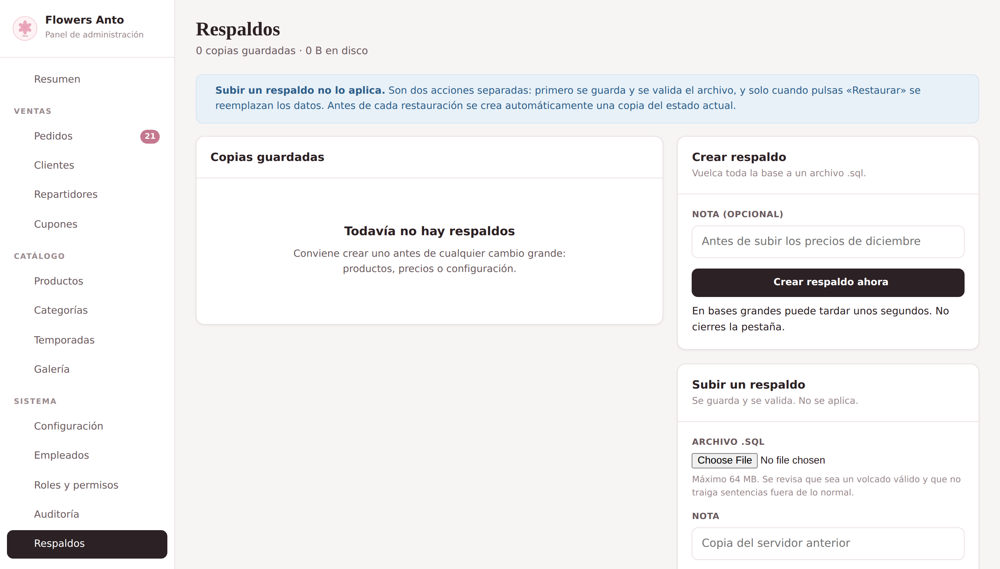 Flowers Anto
Panel de administración
Anto
Resumen
VENTAS
Pedidos 21
Clientes
Repartidores
Cupones
CATÁLOGO
Productos
Categorías
Temporadas
Galería
SISTEMA
Configuración
Empleados
Roles y permisos
Auditoría
Respaldos
Respaldos
0 copias guardadas · 0 B en disco
Subir un respaldo no lo aplica. Son dos acciones separadas: primero se guarda y se valida el archivo, y solo cuando pulsas «Restaurar» se
reemplazan los datos. Antes de cada restauración se crea automáticamente una copia del estado actual.
Copias guardadas
Todavía no hay respaldos
Conviene crear uno antes de cualquier cambio grande:
productos, precios o configuración.
Crear respaldo
Vuelca toda la base a un archivo .sql.
NOTA (OPCIONAL)
Antes de subir los precios de diciembre
Crear respaldo ahora
En bases grandes puede tardar unos segundos. No
cierres la pestaña.
Subir un respaldo
Se guarda y se valida. No se aplica.
ARCHIVO .SQL
Choose File No file chosen
Máximo 64 MB. Se revisa que sea un volcado válido y que no
traiga sentencias fuera de lo normal.
NOTA
Copia del servidor anterior